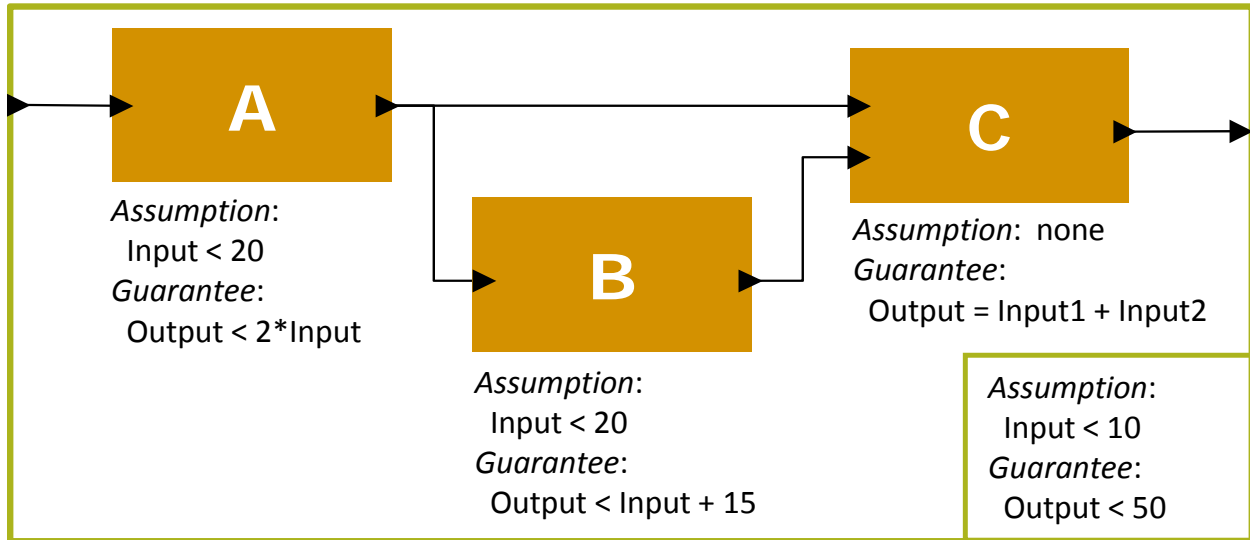 A
Assumption:
Input < 20
Guarantee:
Output < 2*Input
B
Assumption:
Input < 20
Guarantee:
Output < Input + 15
C
Assumption: none
Guarantee:
Output = Input1 + Input2
Assumption:
Input < 10
Guarantee:
Output < 50